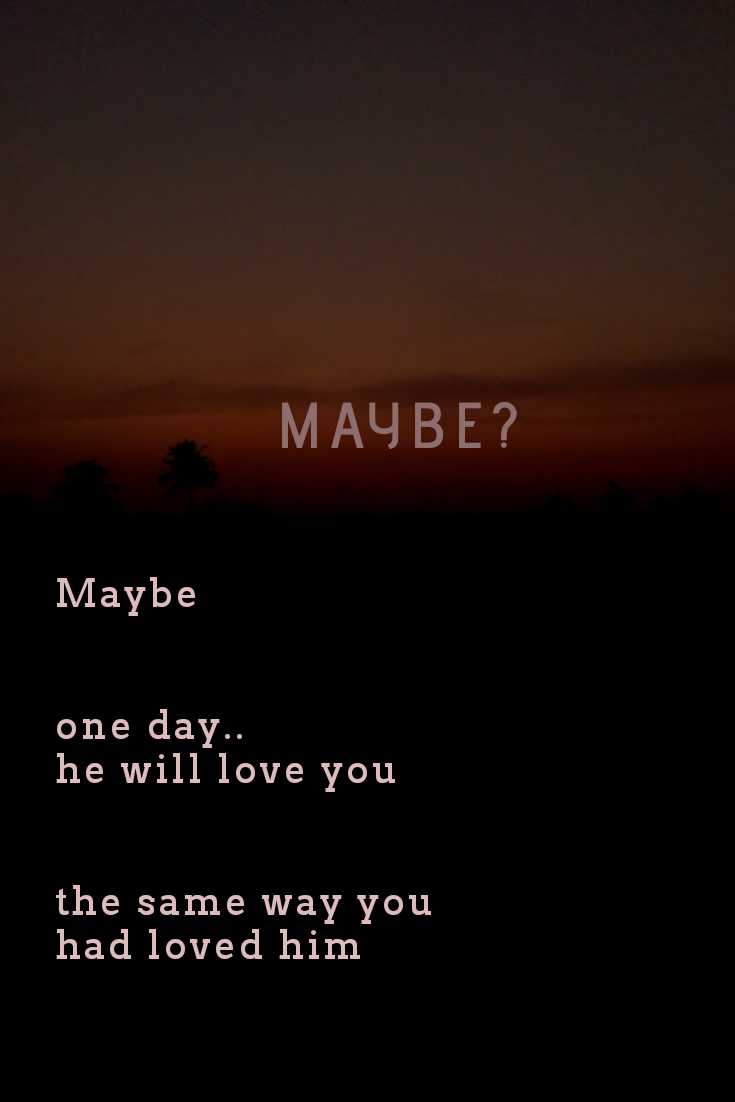 MAYBE?
Maybe
one day..
he will love you
the same way you
had loved him